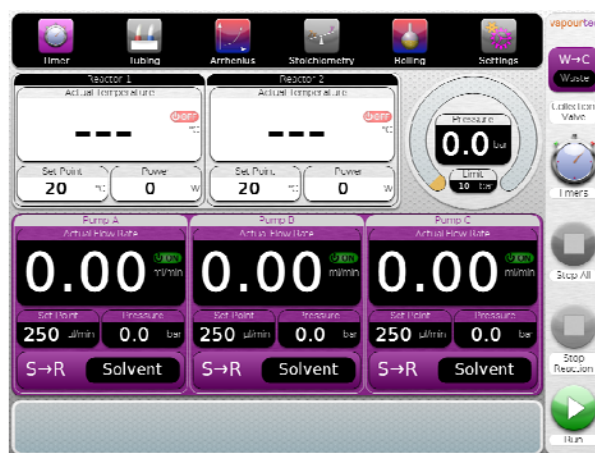 vapourtec
Timer
Tubing
Arrhenius
Stoichiometry
Boiling
Settings
W→C
Waste
Collection
Valve
Timers
Stop All
Stop
Reaction
Run
Reactor 1
Actual Temperature
OFF
---
°C
Set Point
20 °C
Power
0 W
Reactor 2
Actual Temperature
OFF
---
°C
Set Point
20 °C
Power
0 W
Pressure
0.0 bar
Limit
10 bar
Pump A
Actual Flow Rate
ON
0.00 ml/min
Set Point
250 µl/min
Pressure
0.0 bar
S→R
Solvent
Pump B
Actual Flow Rate
ON
0.00 ml/min
Set Point
250 µl/min
Pressure
0.0 bar
S→R
Solvent
Pump C
Actual Flow Rate
ON
0.00 ml/min
Set Point
250 µl/min
Pressure
0.0 bar
S→R
Solvent